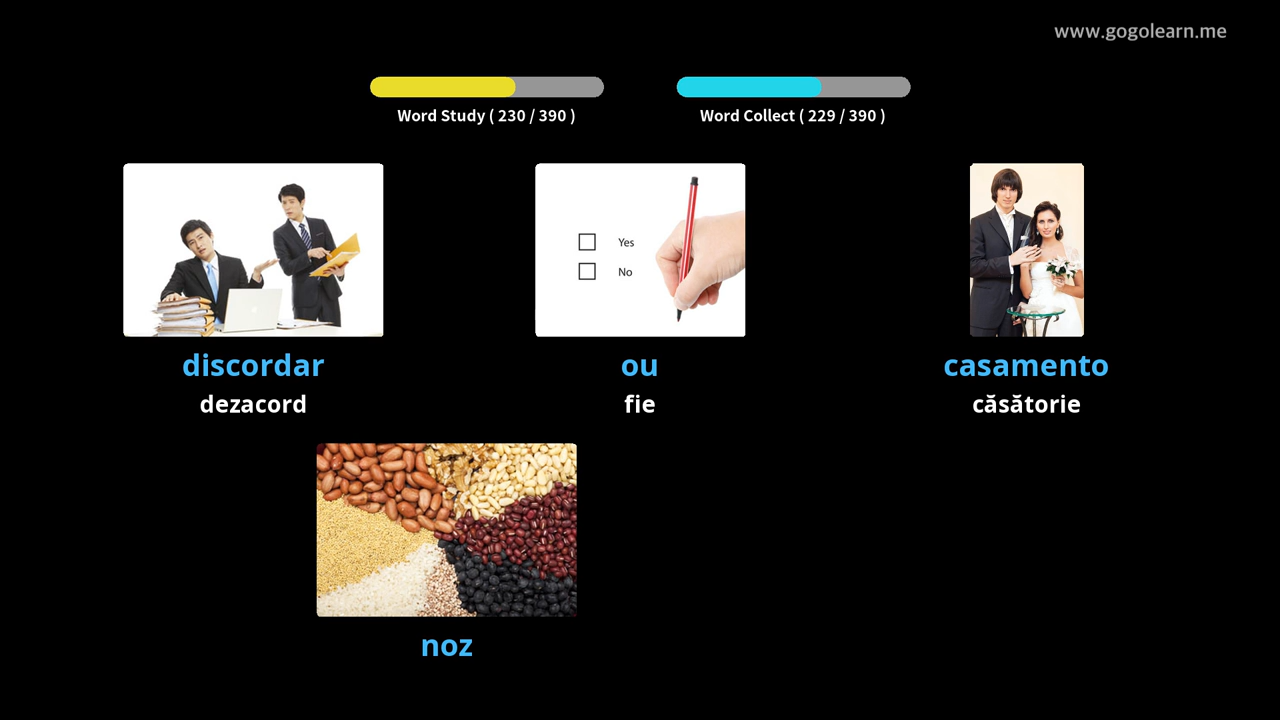 www.gogolearn.me
Word Study ( 230 / 390 )
Word Collect ( 229 / 390 )
Yes
No
discordar
dezacord
ou
fie
casamento
căsătorie
noz